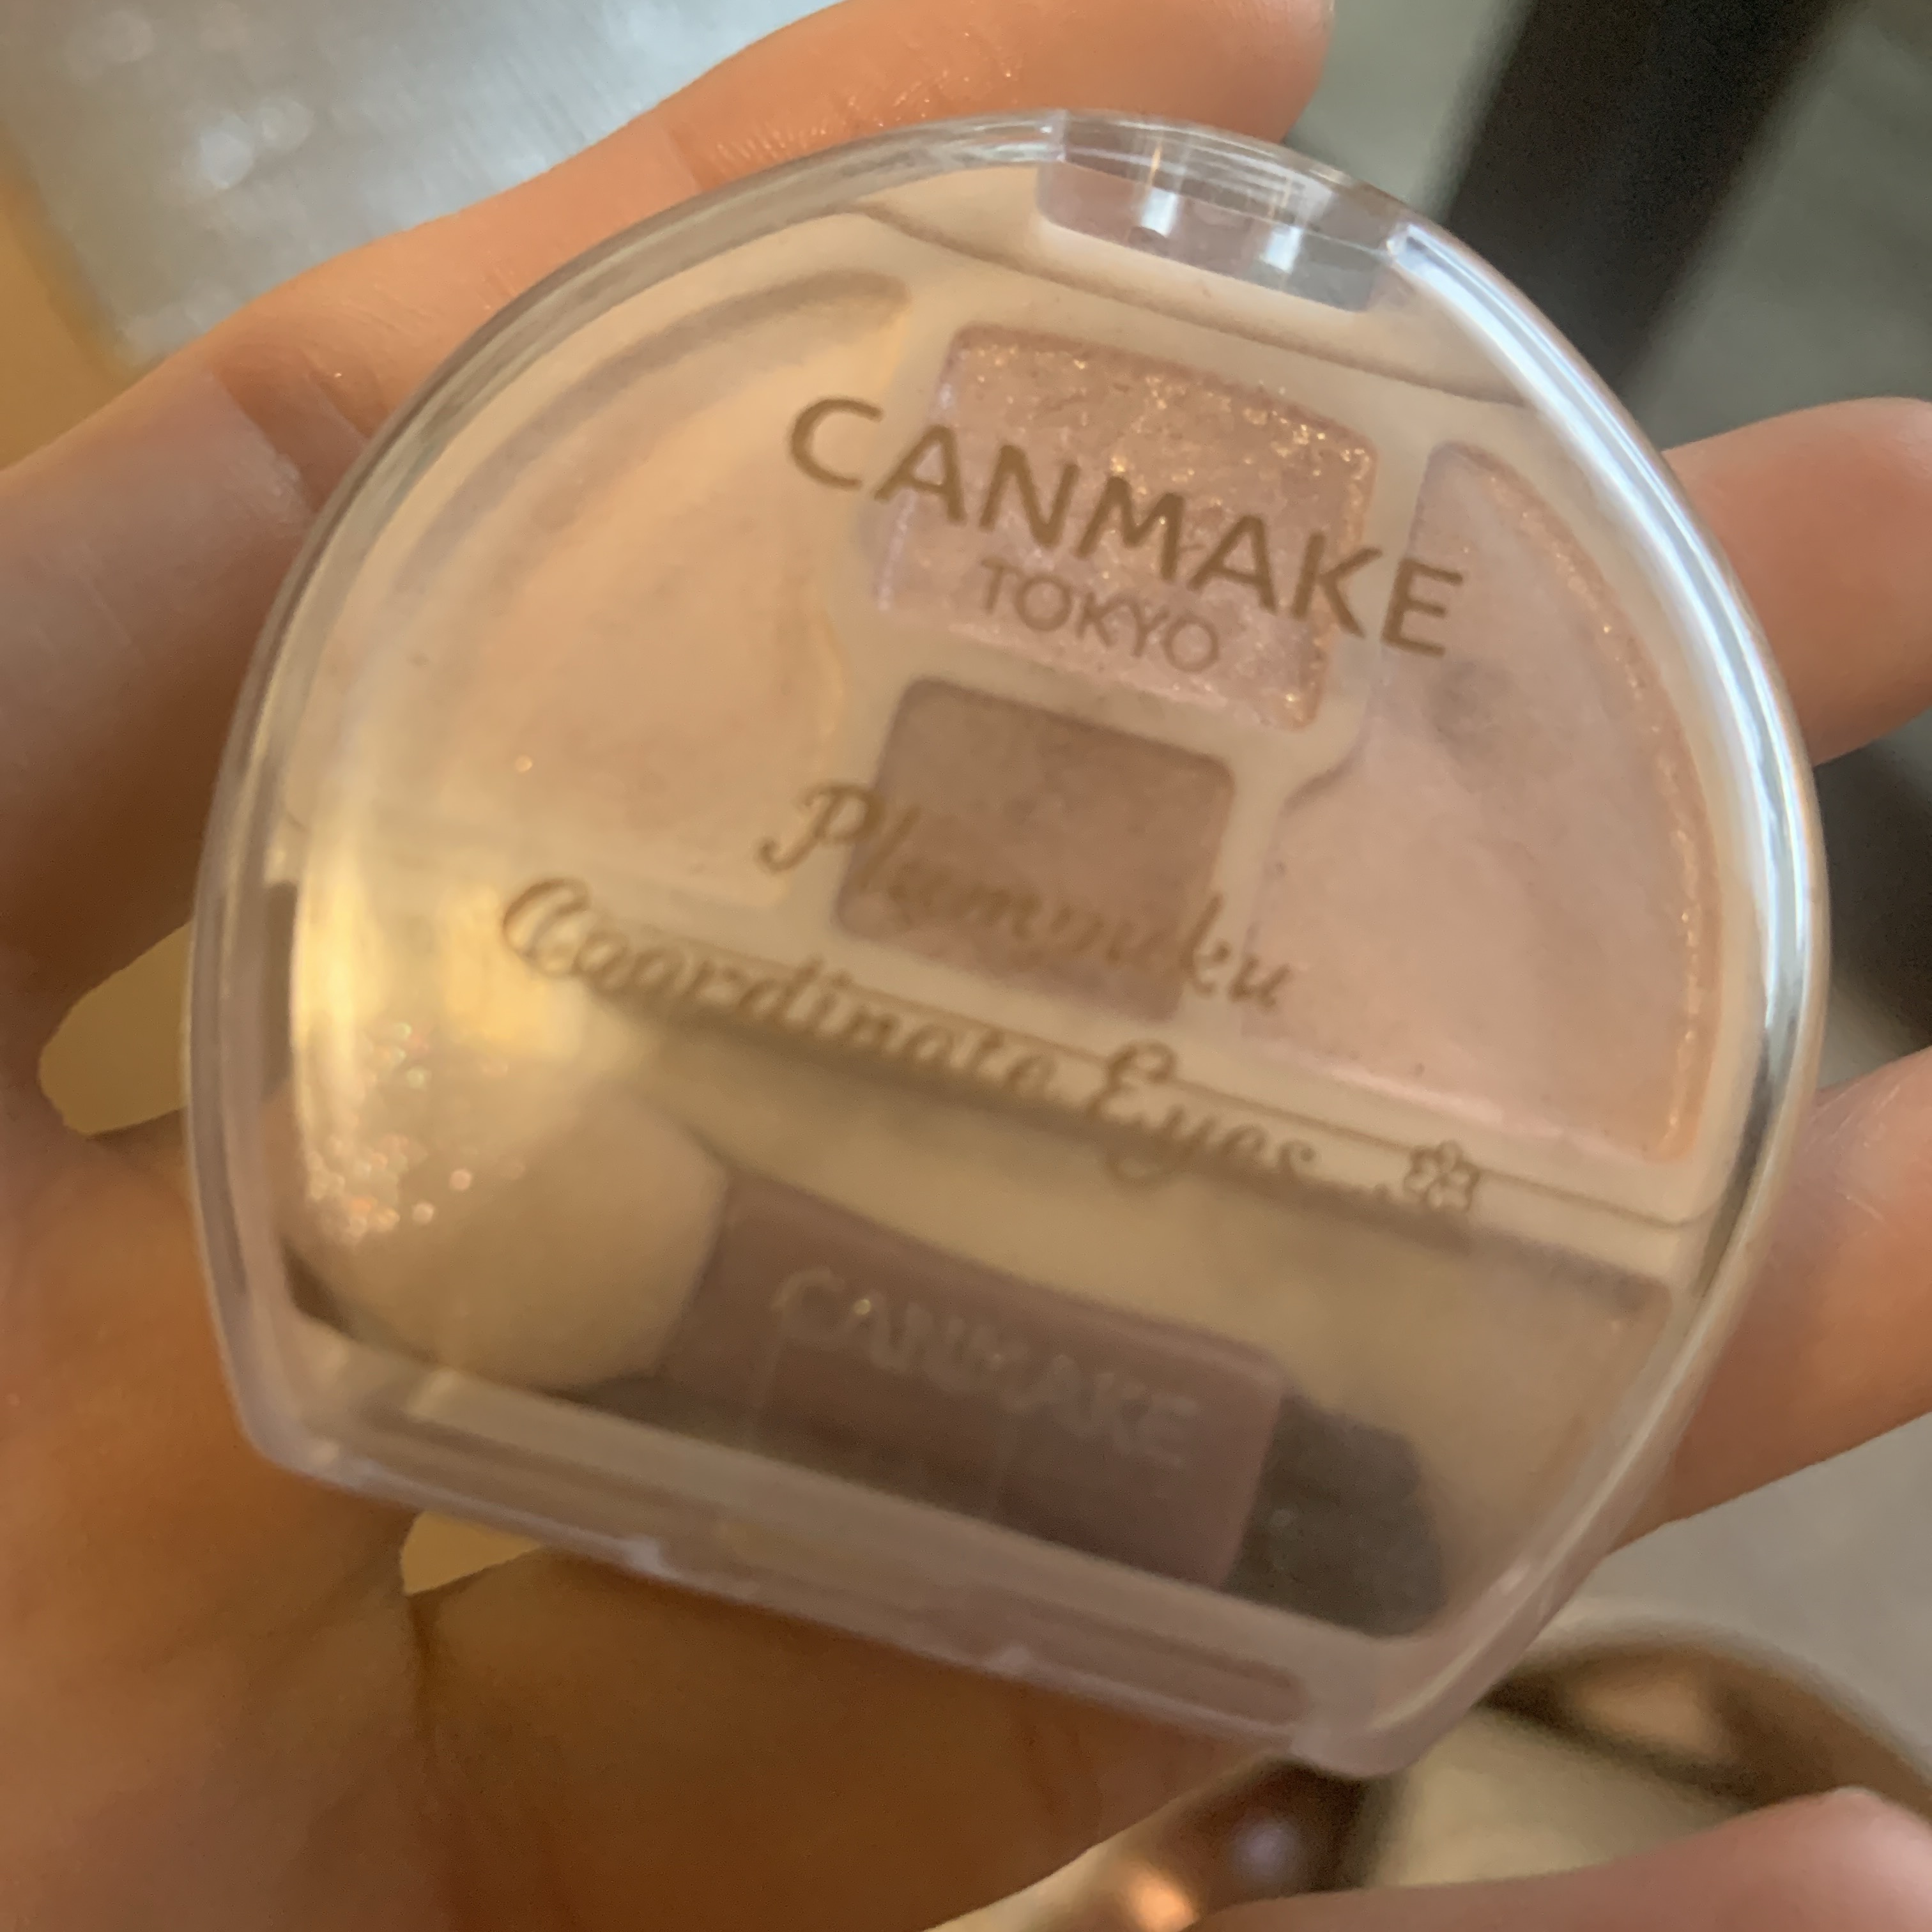 CANMAKE
TOKYO
Plumpuku
Coordinate Eyes
CANMAKE